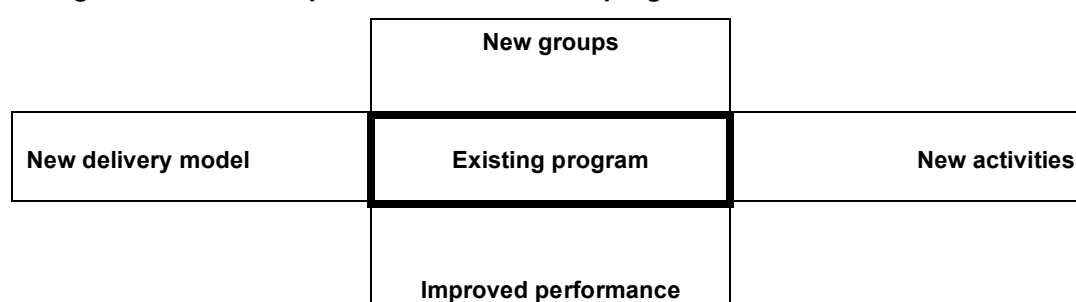 New groups
New delivery model Existing program New activities
Improved performance